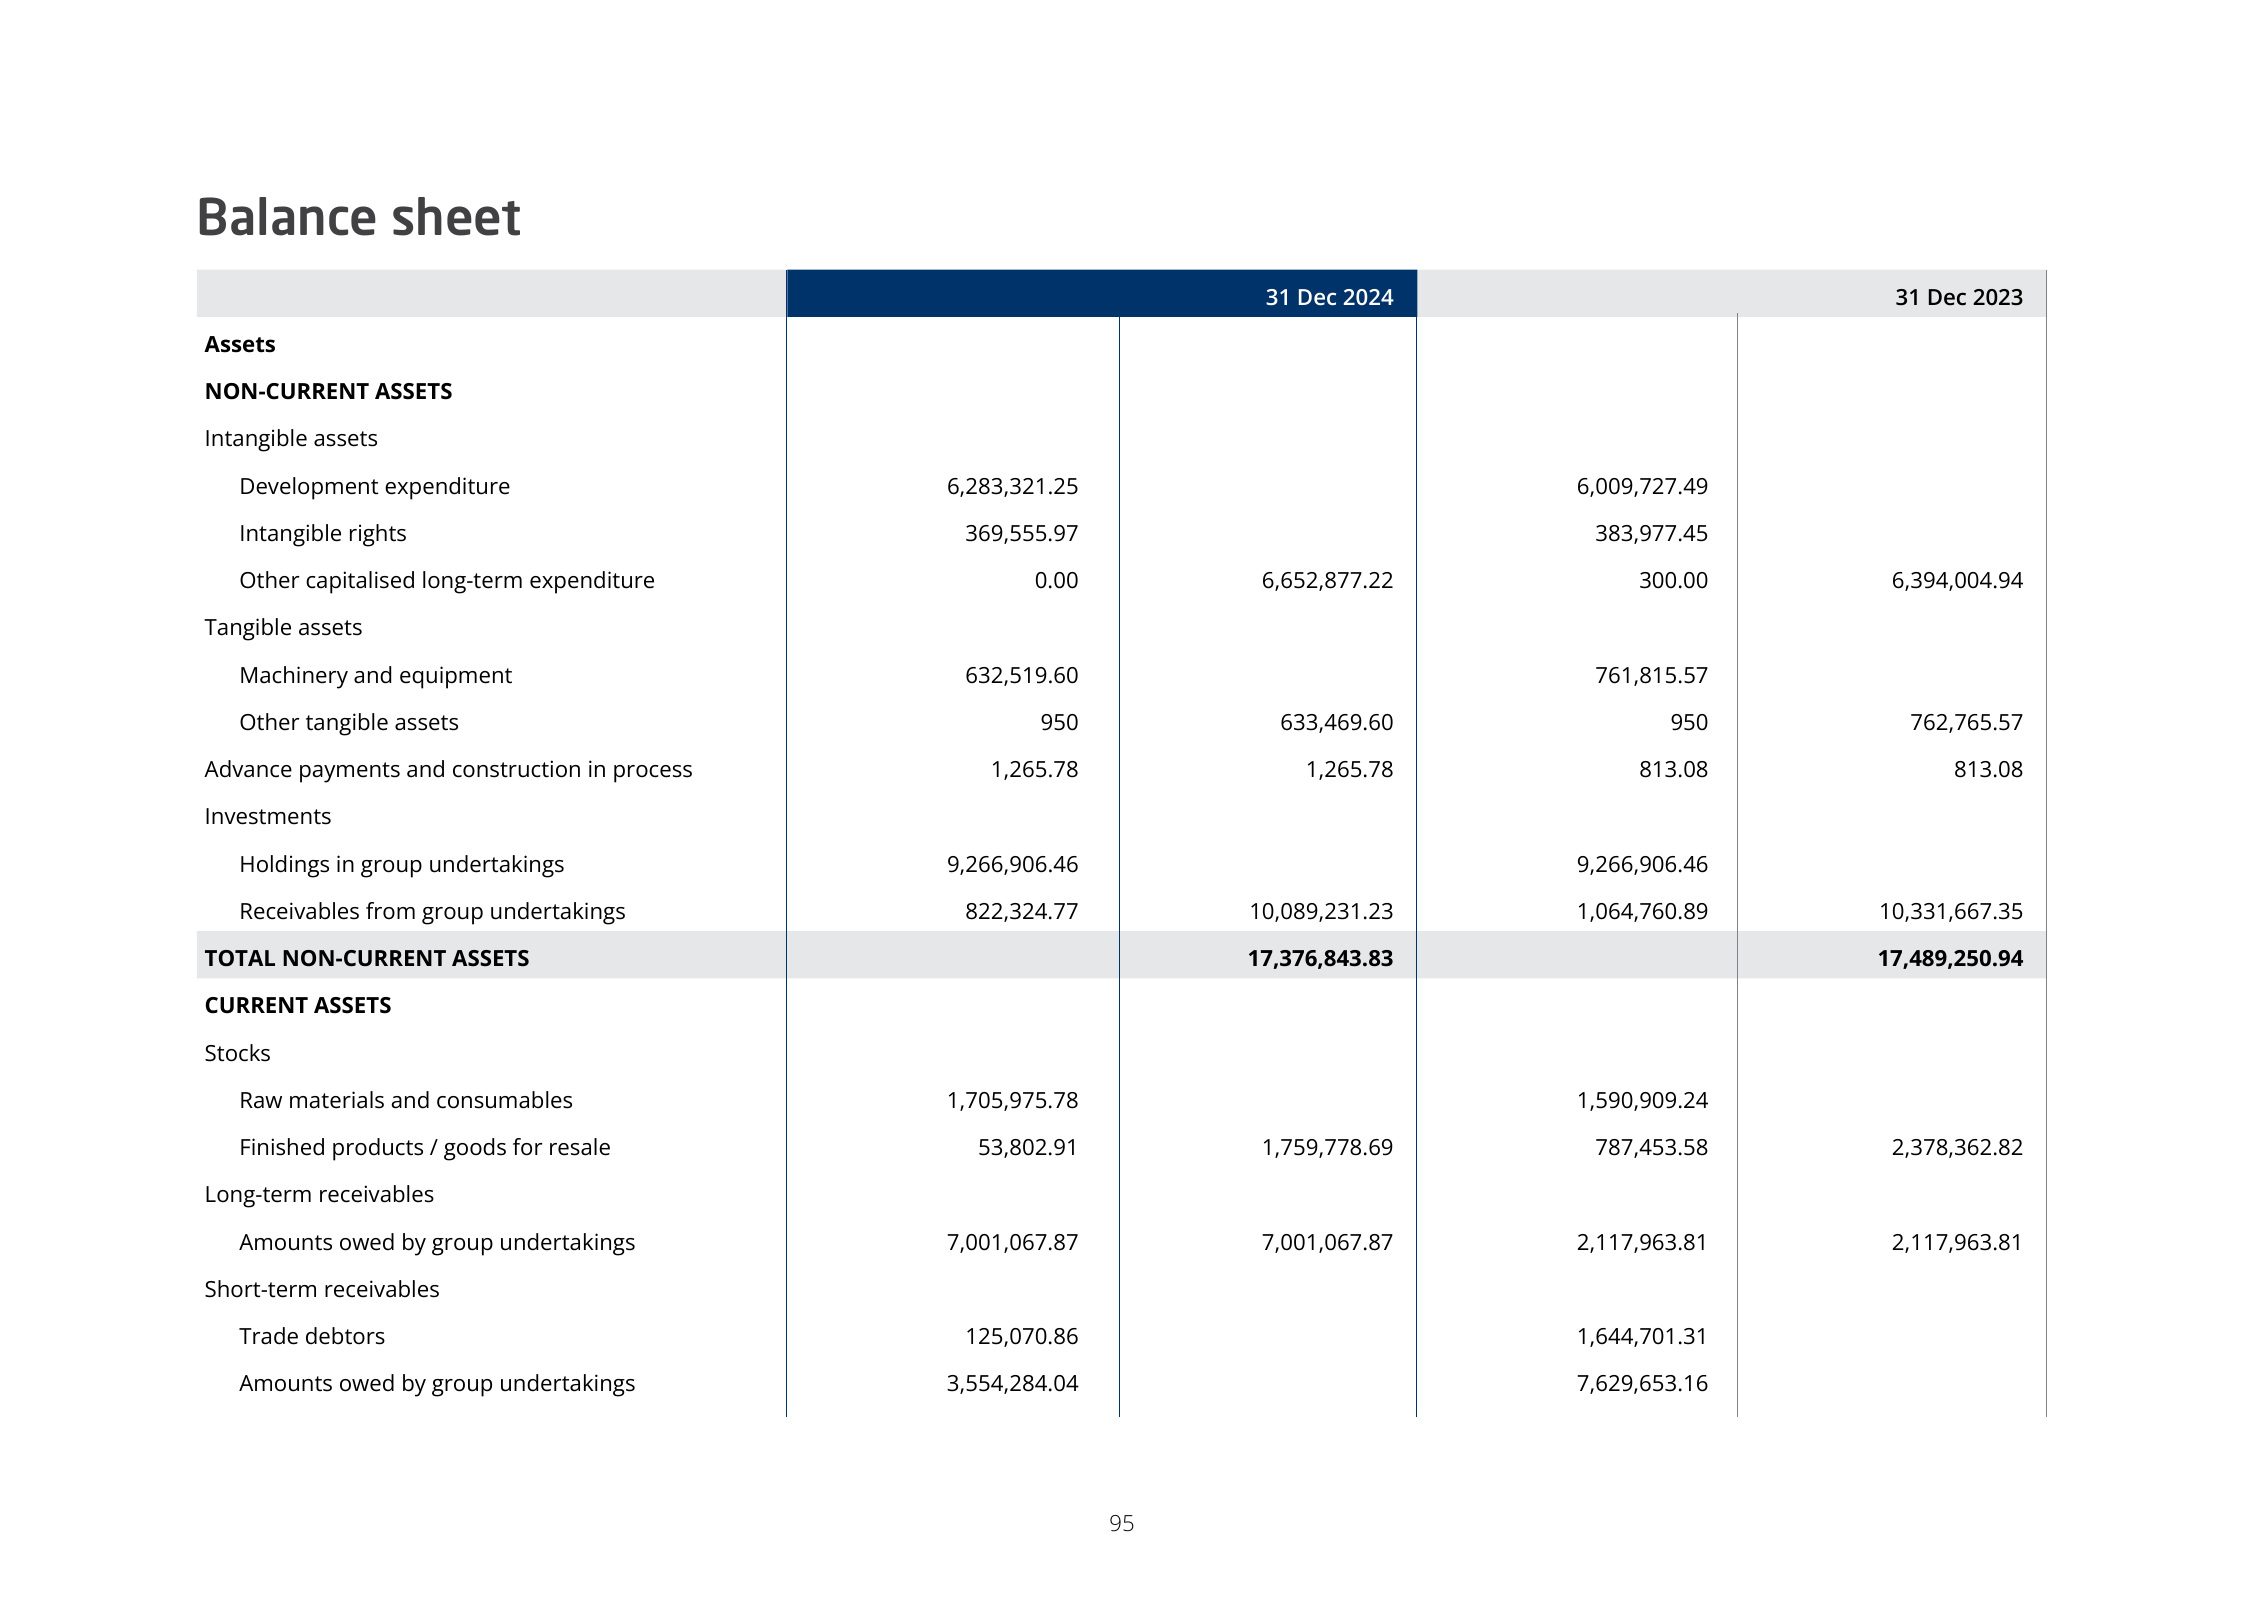 Balance sheet
31 Dec 2024 31 Dec 2023
Assets
NON-CURRENT ASSETS
Intangible assets
Development expenditure 6,283,321.25 6,009,727.49
Intangible rights 369,555.97 383,977.45
Other capitalised long-term expenditure 0.00 6,652,877.22 300.00 6,394,004.94
Tangible assets
Machinery and equipment 632,519.60 761,815.57
Other tangible assets 950 633,469.60 950 762,765.57
Advance payments and construction in process 1,265.78 1,265.78 813.08 813.08
Investments
Holdings in group undertakings 9,266,906.46 9,266,906.46
Receivables from group undertakings 822,324.77 10,089,231.23 1,064,760.89 10,331,667.35
TOTAL NON-CURRENT ASSETS 17,376,843.83 17,489,250.94
CURRENT ASSETS
Stocks
Raw materials and consumables 1,705,975.78 1,590,909.24
Finished products / goods for resale 53,802.91 1,759,778.69 787,453.58 2,378,362.82
Long-term receivables
Amounts owed by group undertakings 7,001,067.87 7,001,067.87 2,117,963.81 2,117,963.81
Short-term receivables
Trade debtors 125,070.86 1,644,701.31
Amounts owed by group undertakings 3,554,284.04 7,629,653.16
95